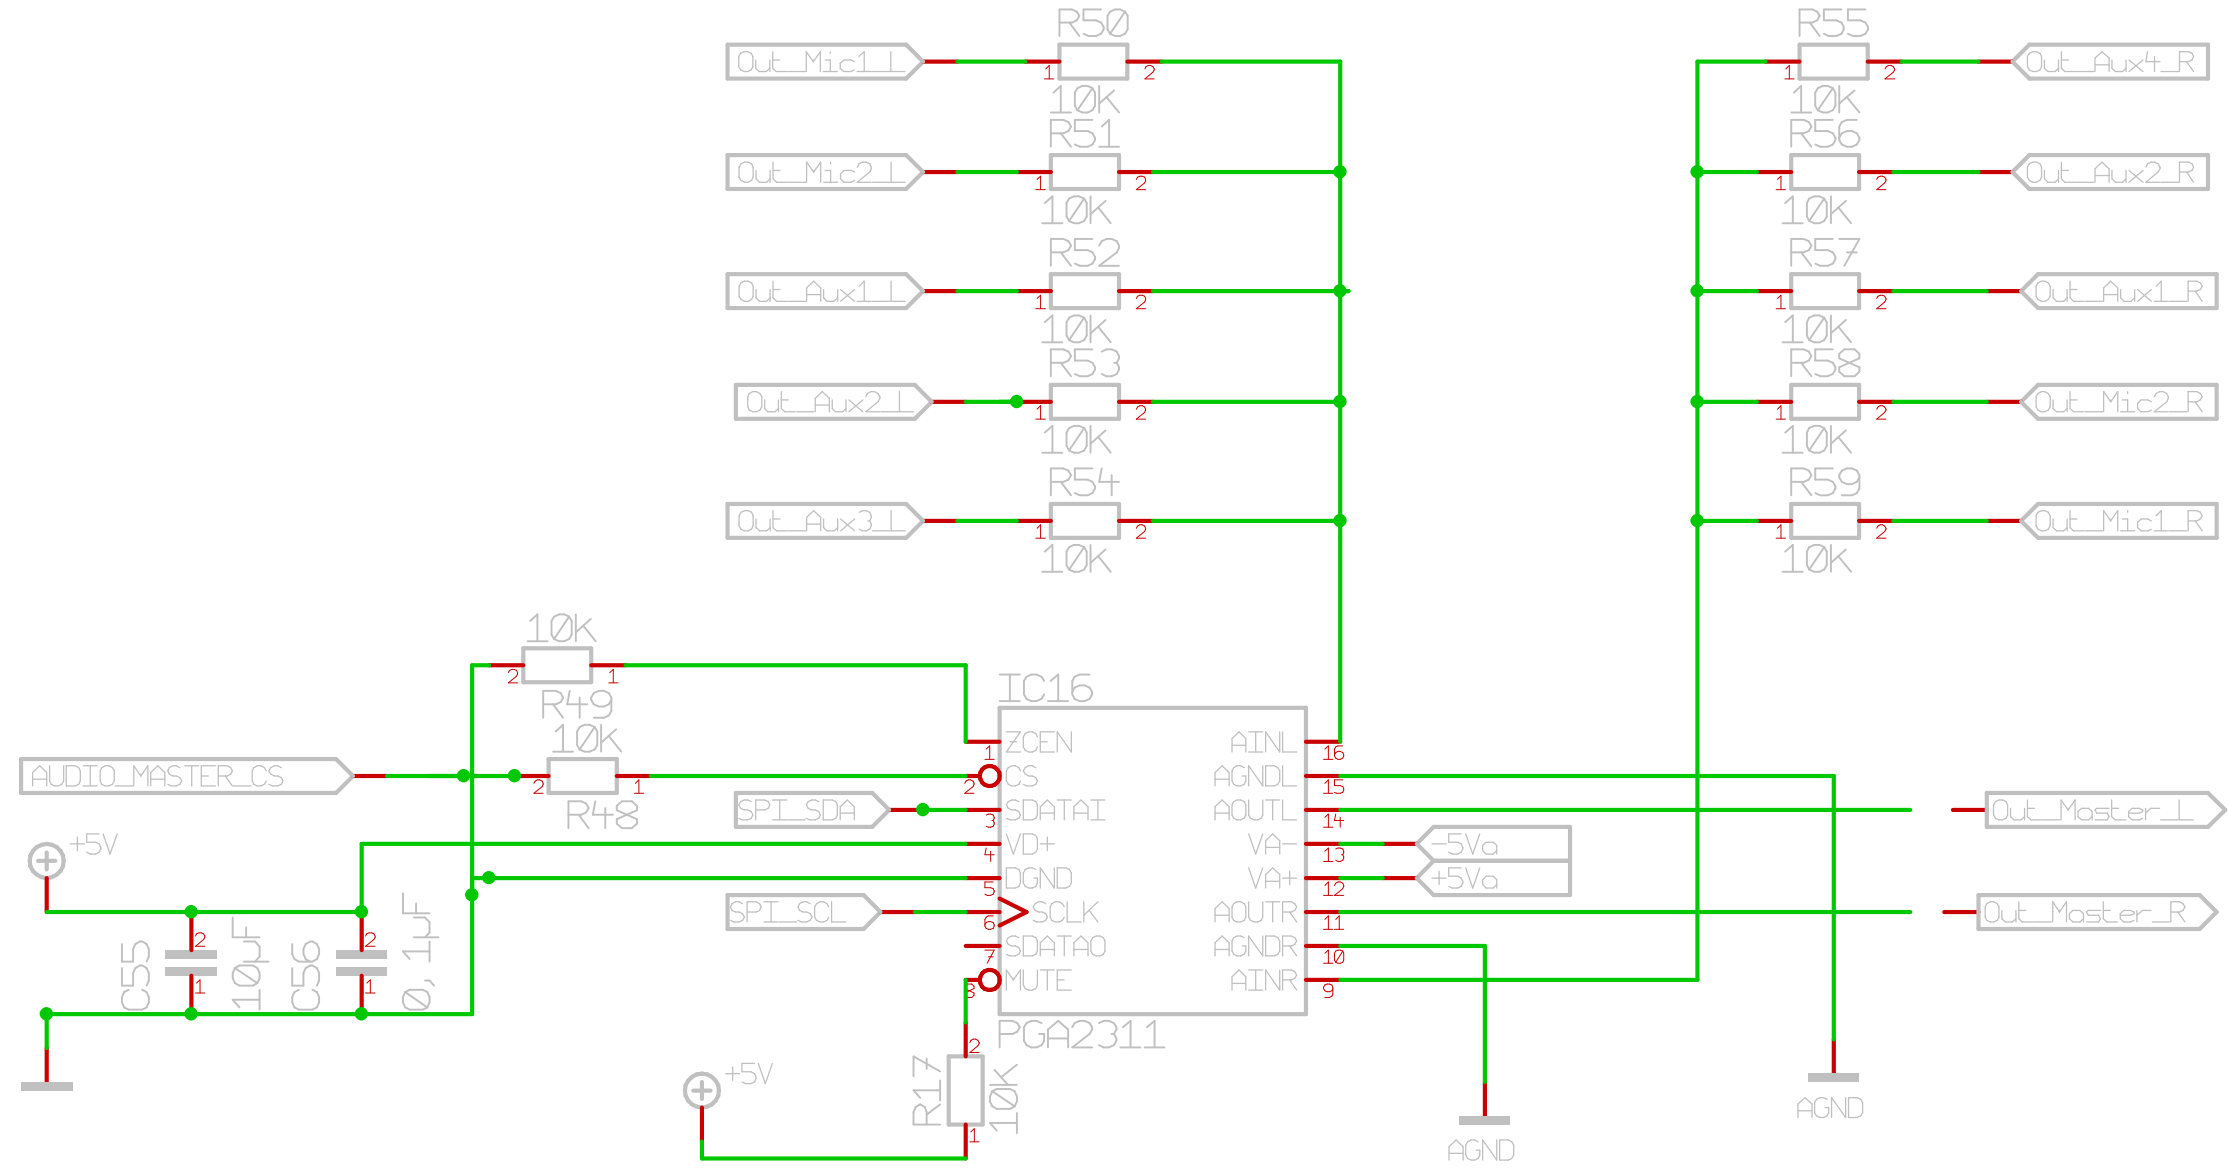 R50
Out_Mic1_L
1
2
10K
R51
Out_Mic2_L
1
2
10K
R52
Out_Aux1_L
1
2
10K
R53
Out_Aux2_L
1
2
10K
R54
Out_Aux3_L
1
2
10K
R55
1
2
Out_Aux4_R
10K
R56
1
2
Out_Aux2_R
10K
R57
1
2
Out_Aux1_R
10K
R58
1
2
Out_Mic2_R
10K
R59
1
2
Out_Mic1_R
10K
10K
2
1
R49
10K
AUDIO_MASTER_CS
2
1
R48
SPI_SDA
SPI_SCL
+5V
C55
2
1
10µF
C56
2
1
0,1µF
IC16
1
ZCEN
AINL
16
2
CS
AGNDL
15
3
SDATAI
AOUTL
14
4
VD+
VA-
13
5
DGND
VA+
12
6
SCLK
AOUTR
11
7
SDATAO
AGNDR
10
8
MUTE
AINR
9
PGA2311
-5Va
+5Va
Out_Master_L
Out_Master_R
+5V
R17
2
1
10K
AGND
AGND